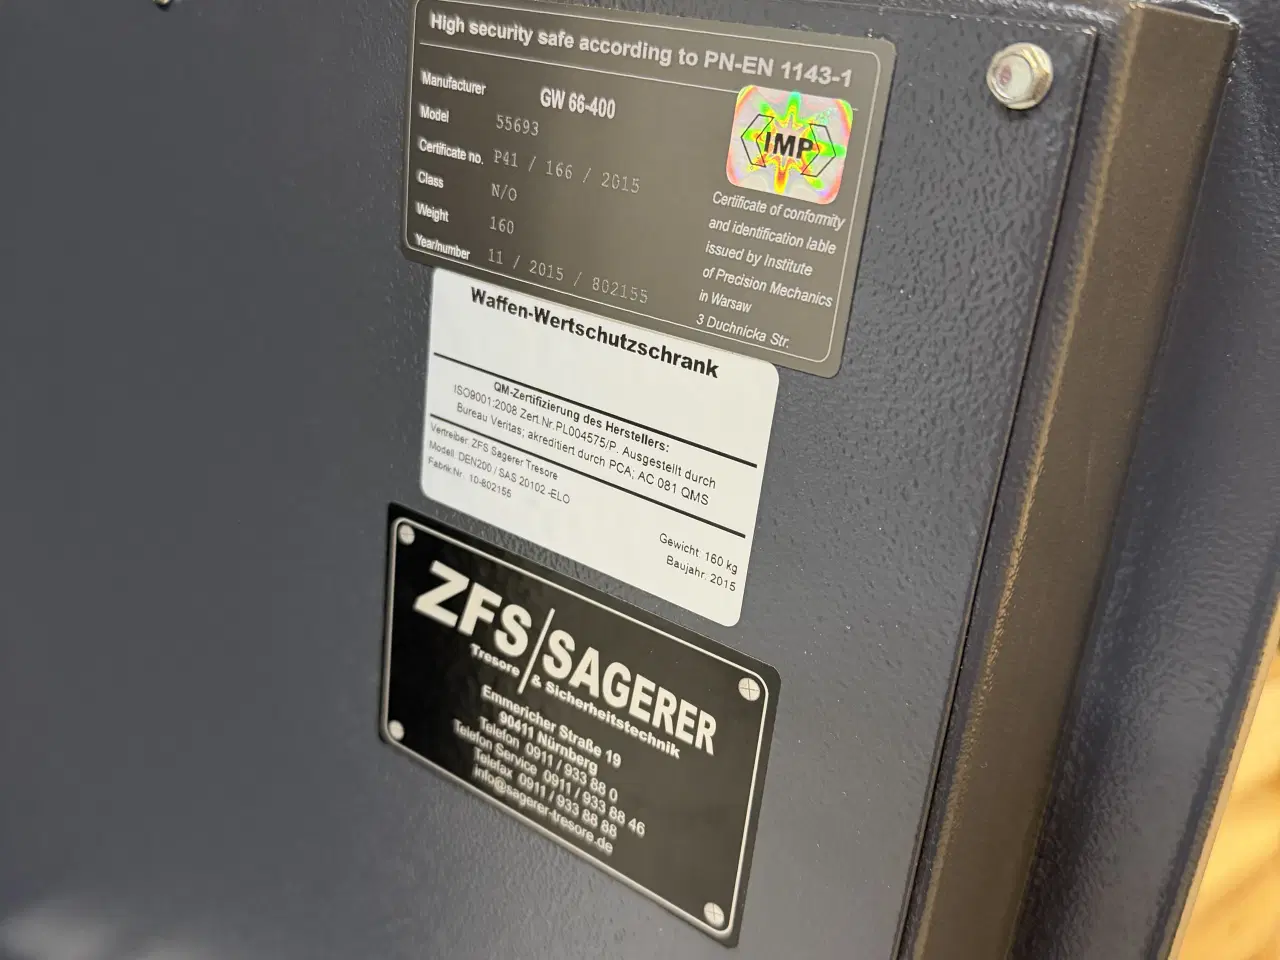 High security safe according to PN-EN 1143-1
Manufacturer GW 66-400
Model 55693
Certificate no. P41 / 166 / 2015
Class N/O
Weight 160
Year/number 11 / 2015 / 802155
IMP
Certificate of conformity
and identification lable
issued by Institute
of Precision Mechanics
in Warsaw
3 Duchnicka Str.
Waffen-Wertschutzschrank
QM-Zertifizierung des Herstellers:
ISO9001:2008 Zert.Nr.PL004575/P. Ausgestellt durch
Bureau Veritas; akreditiert durch PCA; AC 081 QMS
Vertreiber: ZFS Sagerer Tresore
Modell: DEN200 / SAS 20102 -ELO
Fabrik.Nr. 10-802155
Gewicht: 160 kg
Baujahr: 2015
ZFS/SAGERER
Tresore & Sicherheitstechnik
Emmericher Straße 19
90411 Nürnberg
Telefon 0911 / 933 88 0
Telefon Service 0911 / 933 88 46
Telefax 0911 / 933 88 88
info@sagerer-tresore.de